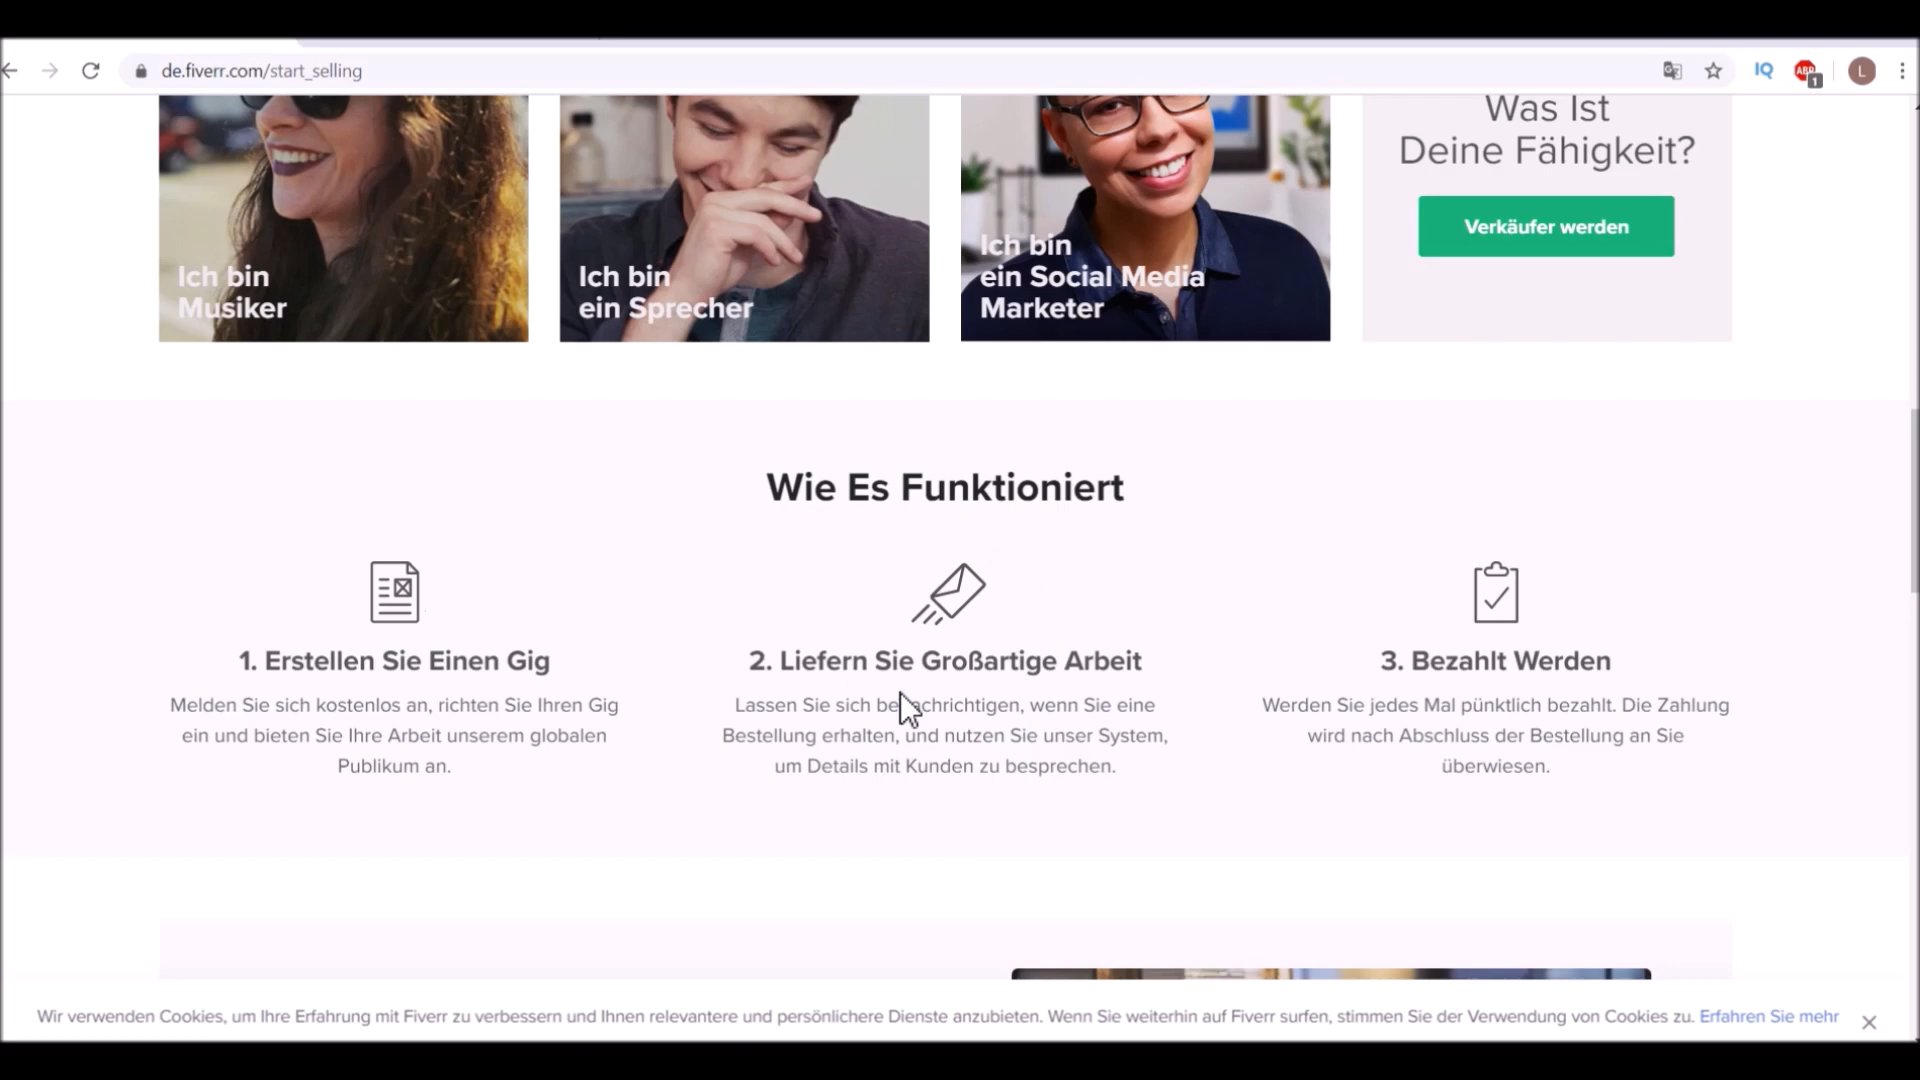 de.fiverr.com/start_selling
IQ
ABP
1
L
Was Ist
Deine Fähigkeit?
Verkäufer werden
Ich bin
Musiker
Ich bin
ein Sprecher
Ich bin
ein Social Media
Marketer
Wie Es Funktioniert
1. Erstellen Sie Einen Gig
Melden Sie sich kostenlos an, richten Sie Ihren Gig
ein und bieten Sie Ihre Arbeit unserem globalen
Publikum an.
2. Liefern Sie Großartige Arbeit
Lassen Sie sich benachrichtigen, wenn Sie eine
Bestellung erhalten, und nutzen Sie unser System,
um Details mit Kunden zu besprechen.
3. Bezahlt Werden
Werden Sie jedes Mal pünktlich bezahlt. Die Zahlung
wird nach Abschluss der Bestellung an Sie
überwiesen.
Wir verwenden Cookies, um Ihre Erfahrung mit Fiverr zu verbessern und Ihnen relevantere und persönlichere Dienste anzubieten. Wenn Sie weiterhin auf Fiverr surfen, stimmen Sie der Verwendung von Cookies zu. Erfahren Sie mehr